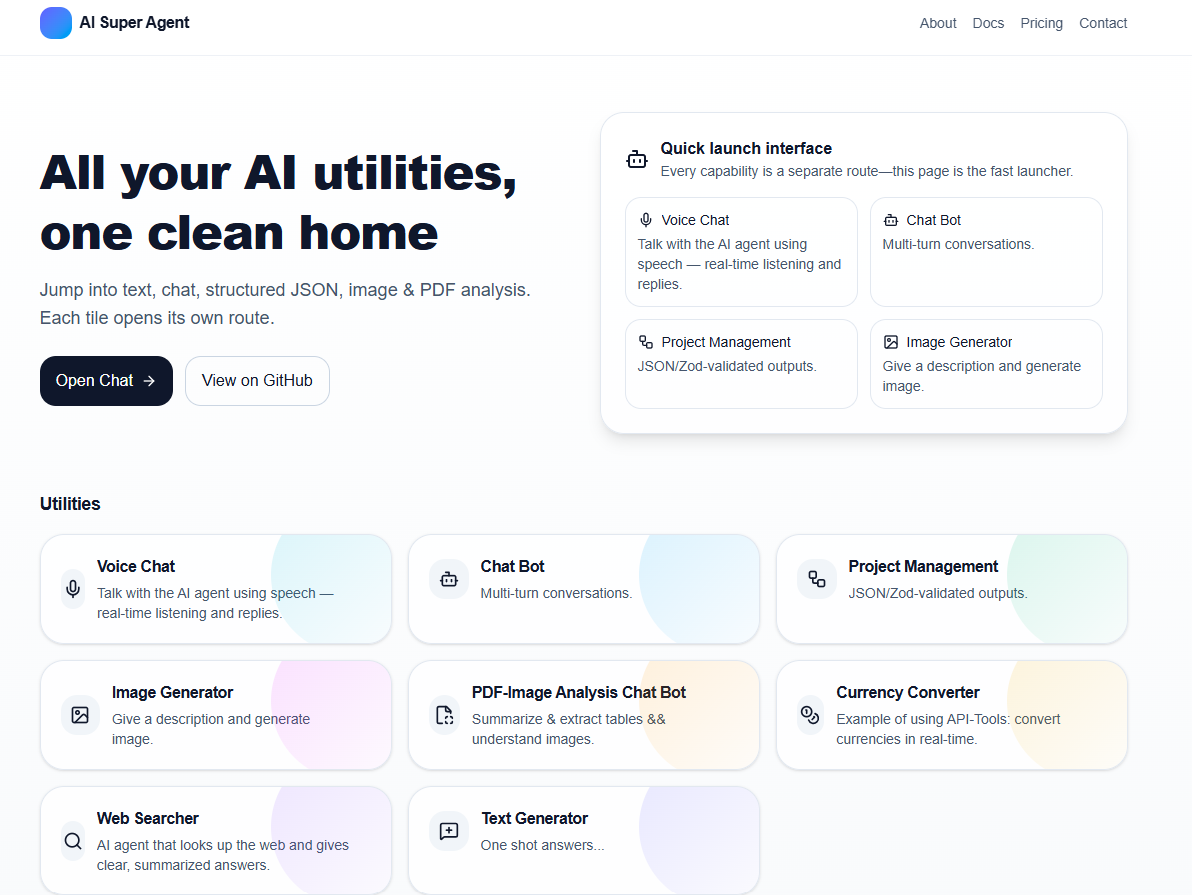 AI Super Agent
About Docs Pricing Contact
All your AI utilities,
one clean home
Jump into text, chat, structured JSON, image & PDF analysis.
Each tile opens its own route.
Open Chat →
View on GitHub
Quick launch interface
Every capability is a separate route—this page is the fast launcher.
Voice Chat
Talk with the AI agent using
speech — real-time listening and
replies.
Chat Bot
Multi-turn conversations.
Project Management
JSON/Zod-validated outputs.
Image Generator
Give a description and generate
image.
Utilities
Voice Chat
Talk with the AI agent using speech —
real-time listening and replies.
Chat Bot
Multi-turn conversations.
Project Management
JSON/Zod-validated outputs.
Image Generator
Give a description and generate
image.
PDF-Image Analysis Chat Bot
Summarize & extract tables &&
understand images.
Currency Converter
Example of using API-Tools: convert
currencies in real-time.
Web Searcher
AI agent that looks up the web and gives
clear, summarized answers.
Text Generator
One shot answers...